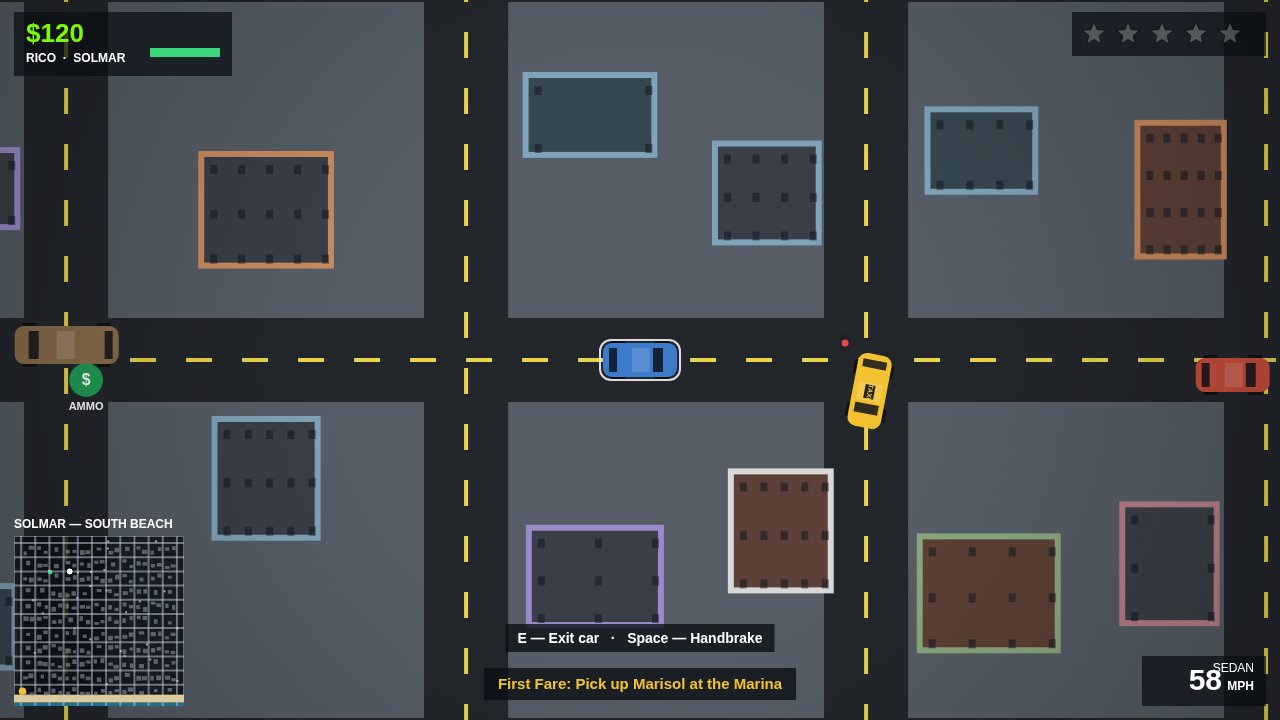 $120
RICO · SOLMAR
$
AMMO
TAXI
SOLMAR — SOUTH BEACH
E — Exit car · Space — Handbrake
First Fare: Pick up Marisol at the Marina
SEDAN
58 MPH